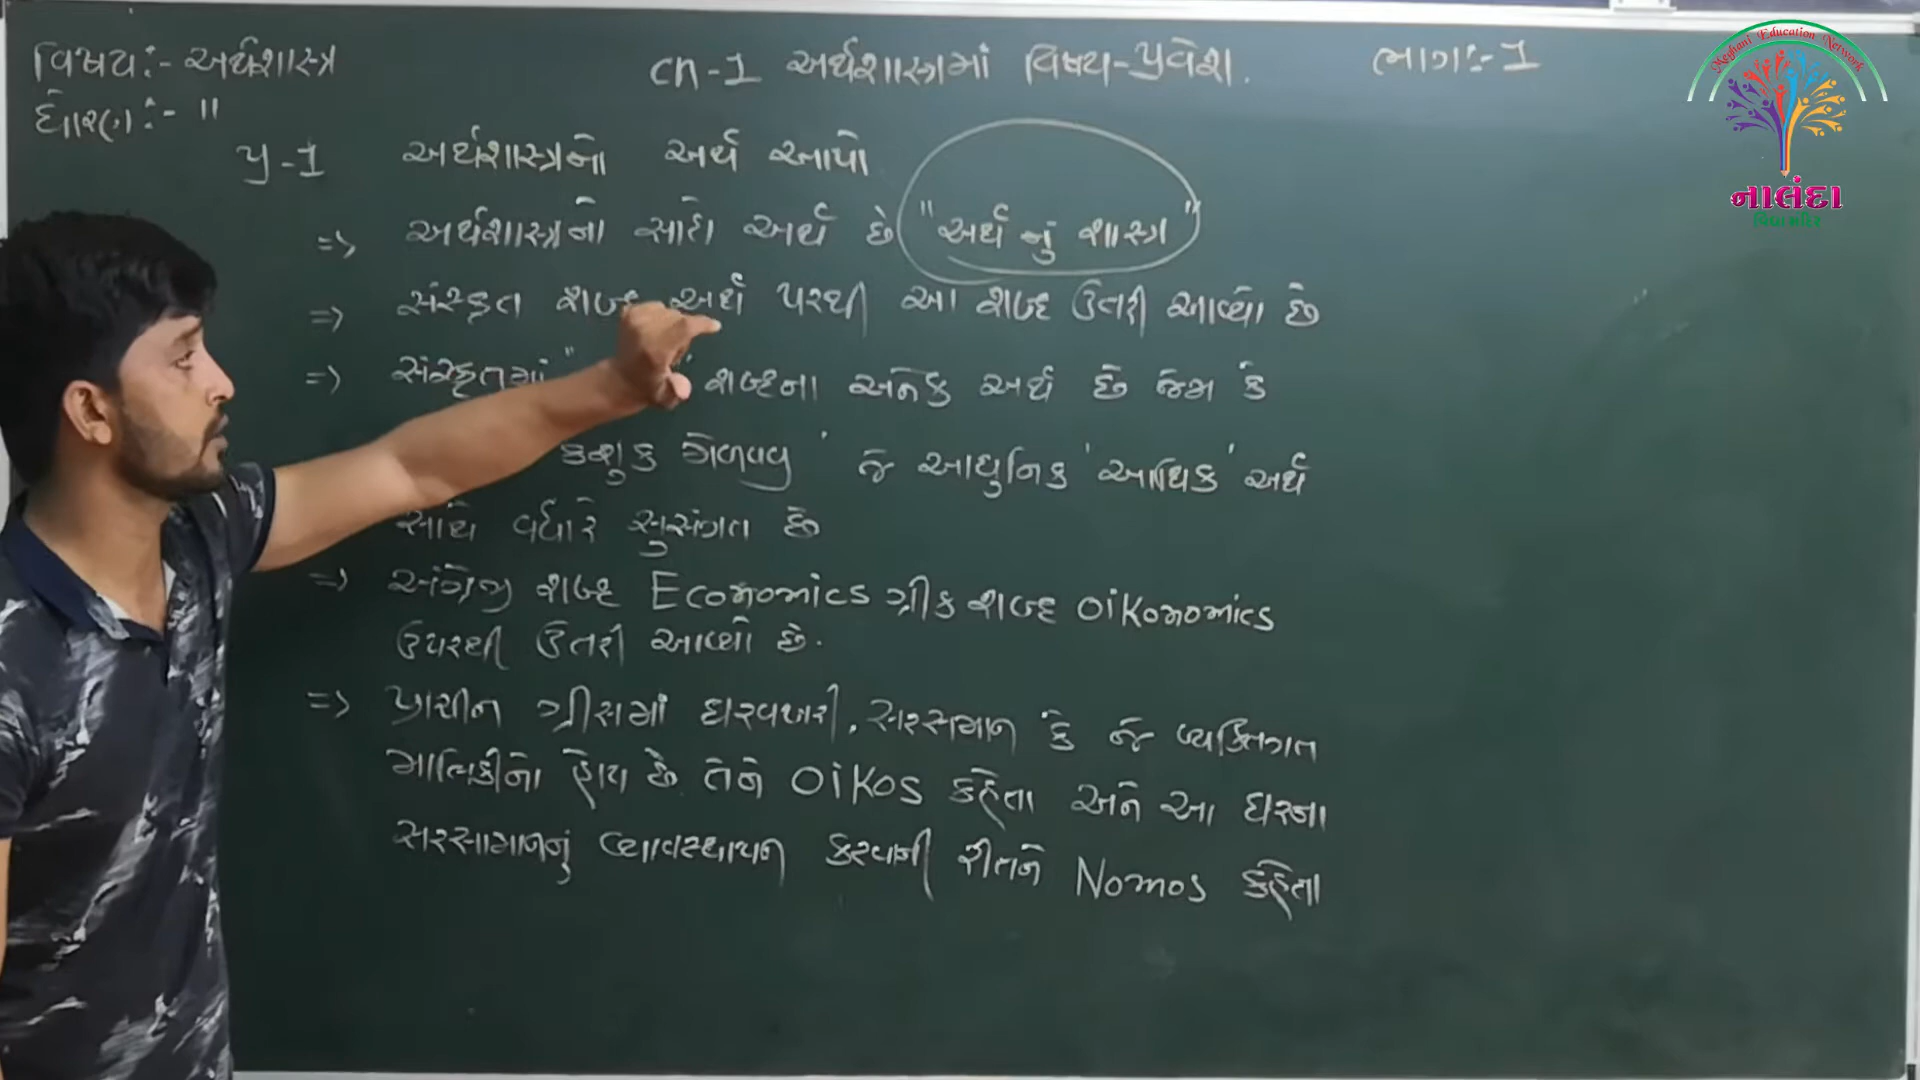 વિષય:- અર્થશાસ્ત્ર
ધોરણ:- 11
Ch-1 અર્થશાસ્ત્રમાં વિષય-પ્રવેશ.
ભાગ:-1
Meghani Education Network
નાલંદા
વિદ્યામંદિર
પ્ર-1 અર્થશાસ્ત્રનો અર્થ આપો
=> અર્થશાસ્ત્રનો સાદો અર્થ છે "અર્થ નું શાસ્ત્ર"
=> સંસ્કૃત શબ્દ અર્થ પરથી આ શબ્દ ઉતરી આવ્યો છે
=> સંસ્કૃતમાં " " શબ્દના અનેક અર્થ છે જેમ કે
કશુક મેળવવુ ' જે આધુનિક 'આર્થિક' અર્થ
સાથે વધારે સુસંગત છે
=> અંગ્રેજી શબ્દ Economics ગ્રીક શબ્દ Oikonomics
ઉપરથી ઉતરી આવ્યો છે.
=> પ્રાચીન ગ્રીસમાં ઘરવખરી, સરસામાન કે જે વ્યક્તિગત
માલિકીનો હોય છે તેને Oikos કહેતા અને આ ઘરના
સરસામાનનું વ્યવસ્થાપન કરવાની રીતને Nomos કહેતા